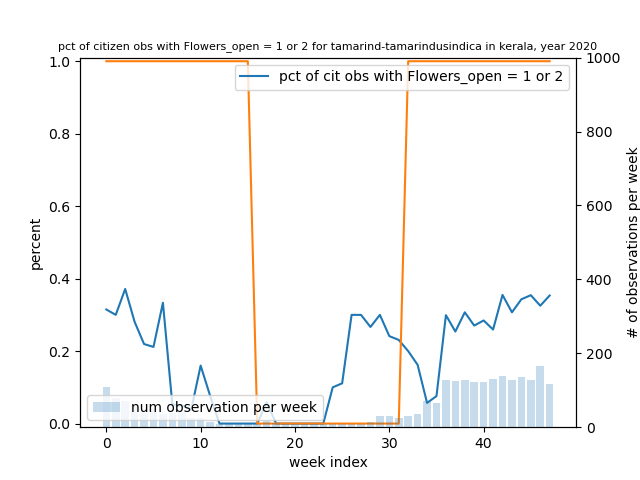 pct of citizen obs with Flowers_open = 1 or 2 for tamarind-tamarindusindica in kerala, year 2020
pct of cit obs with Flowers_open = 1 or 2
num observation per week
percent
1.0
0.8
0.6
0.4
0.2
0.0
0 10 20 30 40
week index
1000
800
600
400
200
0
# of observations per week